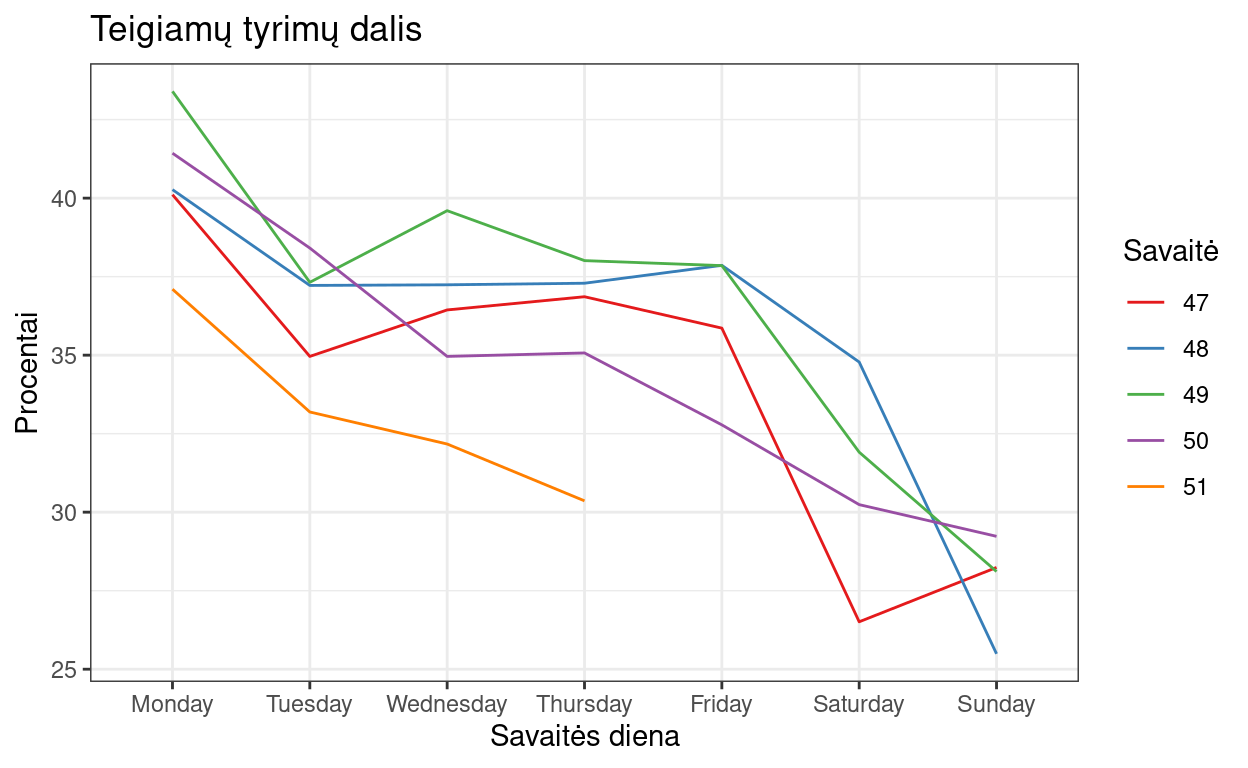 Teigiamų tyrimų dalis
Procentai
40
35
30
25
Monday Tuesday Wednesday Thursday Friday Saturday Sunday
Savaitės diena
Savaitė
47
48
49
50
51